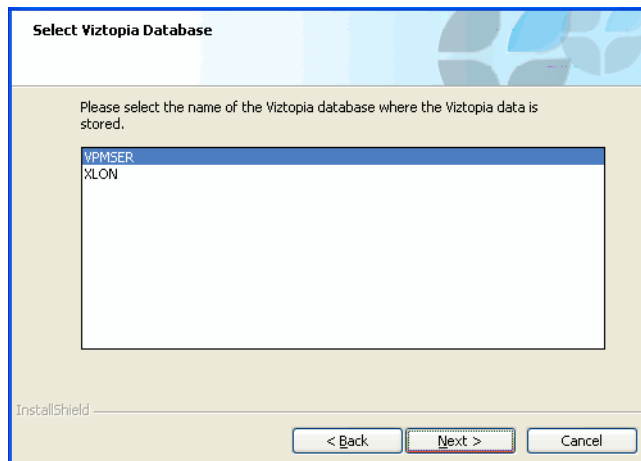 Select Viztopia Database
Please select the name of the Viztopia database where the Viztopia data is
stored.
VPMSER
XLON
InstallShield
< Back
Next >
Cancel